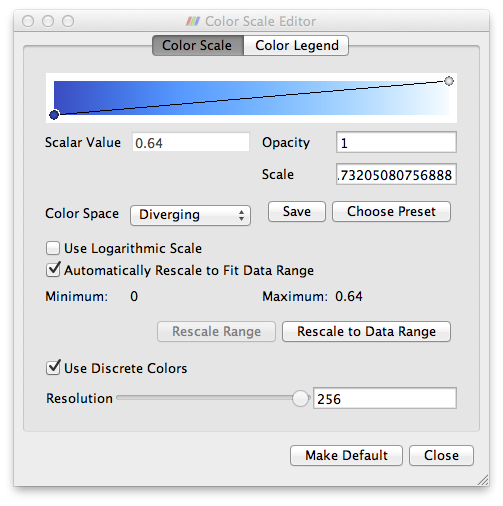 Color Scale Editor
Color Scale Color Legend
Scalar Value 0.64 Opacity 1
Scale .73205080756888
Color Space Diverging Save Choose Preset
Use Logarithmic Scale
Automatically Rescale to Fit Data Range
Minimum: 0 Maximum: 0.64
Rescale Range Rescale to Data Range
Use Discrete Colors
Resolution 256
Make Default Close